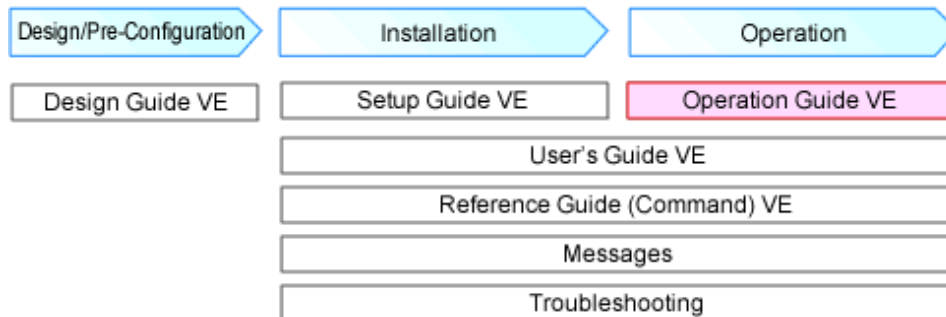 Design/Pre-Configuration
Installation
Operation
Design Guide VE
Setup Guide VE
Operation Guide VE
User's Guide VE
Reference Guide (Command) VE
Messages
Troubleshooting